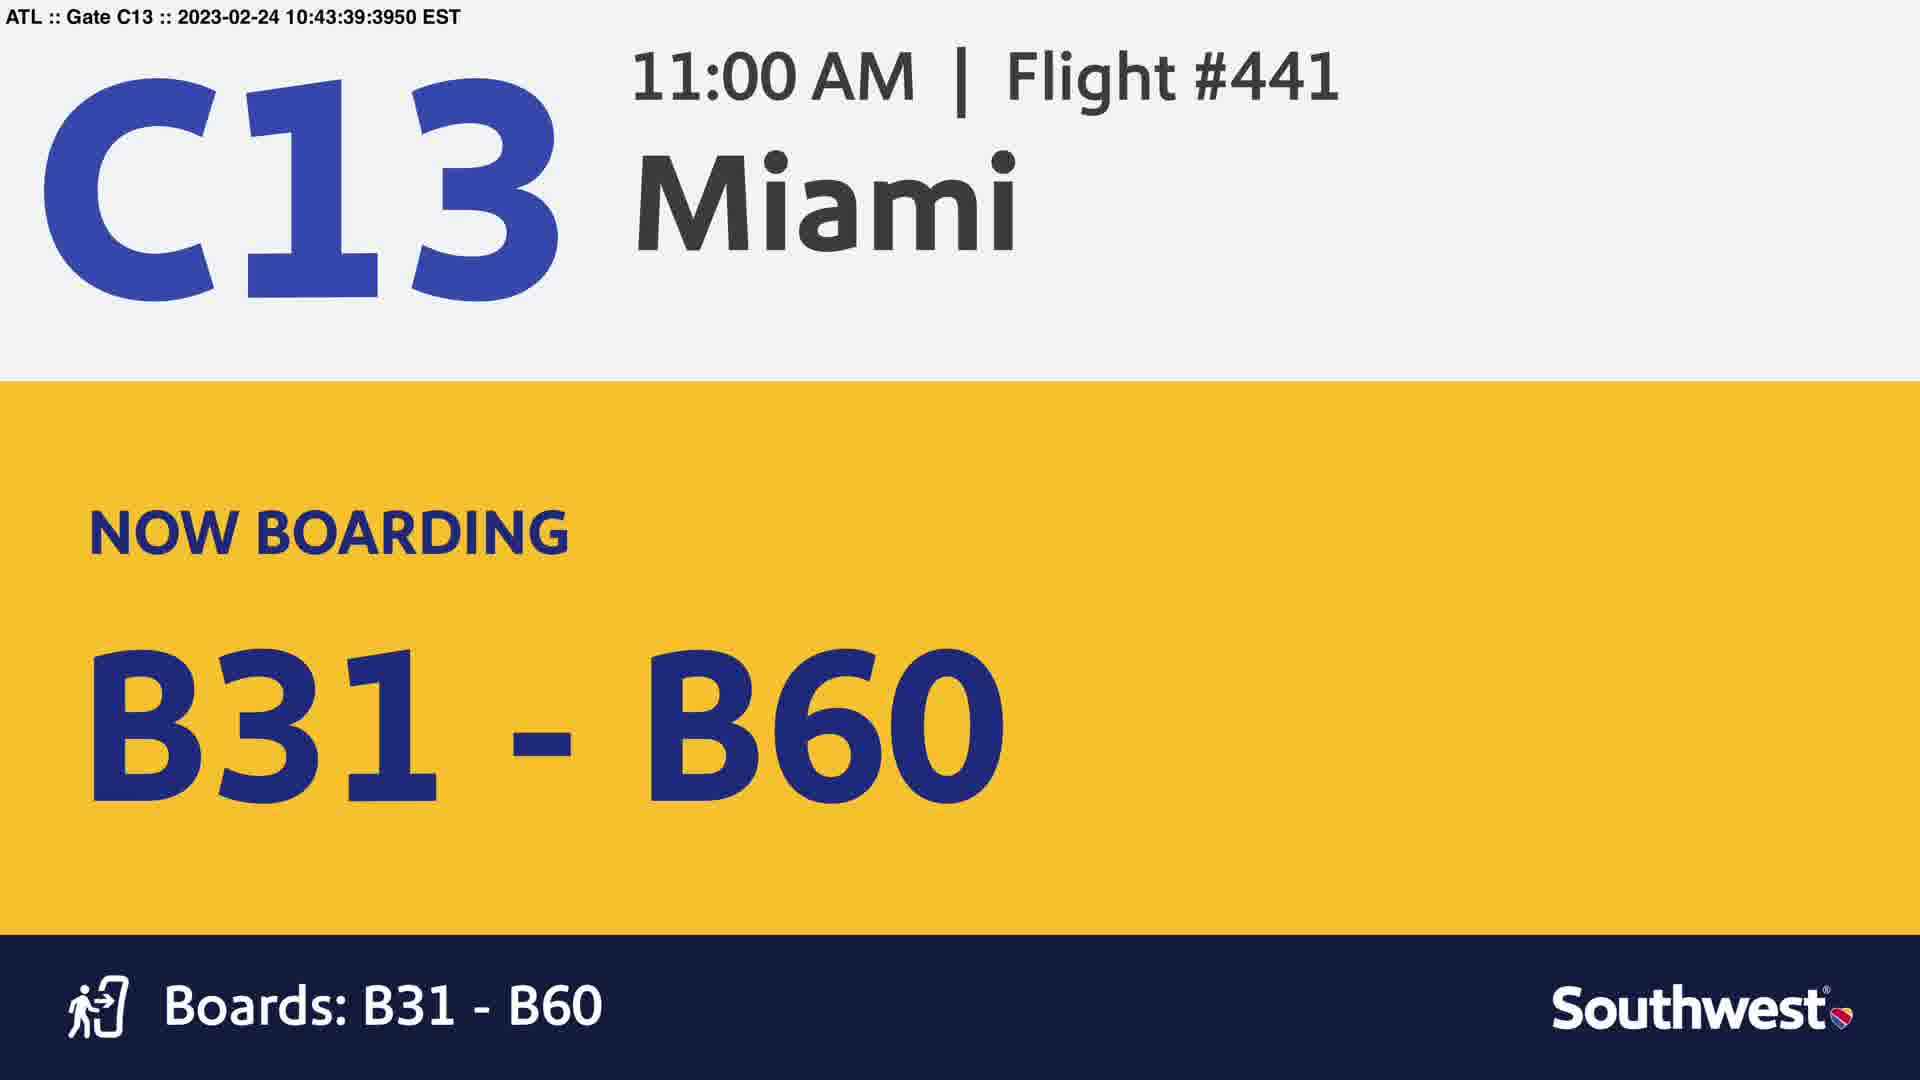 ATL :: Gate C13 :: 2023-02-24 10:43:39:3950 EST
C13
11:00 AM | Flight #441
Miami
NOW BOARDING
B31 - B60
Boards: B31 - B60
Southwest®